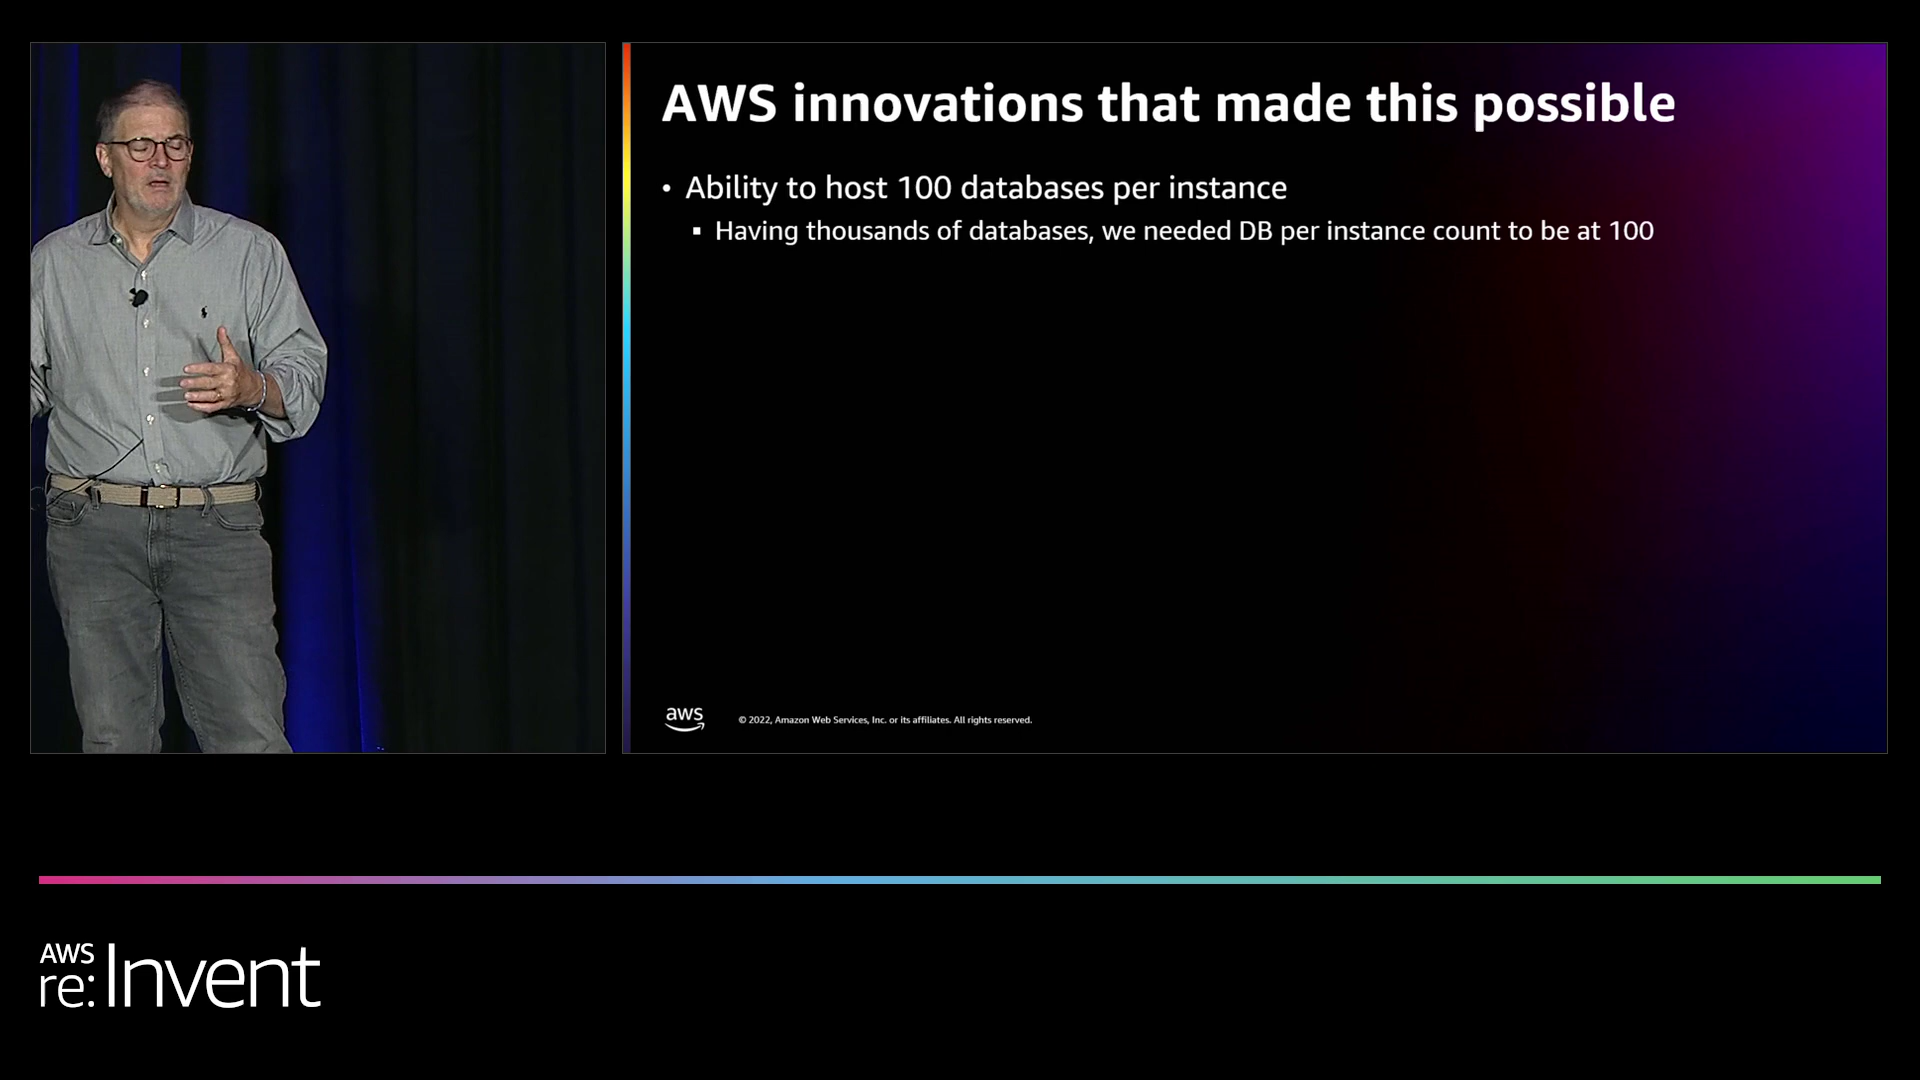 AWS innovations that made this possible
• Ability to host 100 databases per instance
▪ Having thousands of databases, we needed DB per instance count to be at 100
aws
© 2022, Amazon Web Services, Inc. or its affiliates. All rights reserved.
AWS
re:Invent